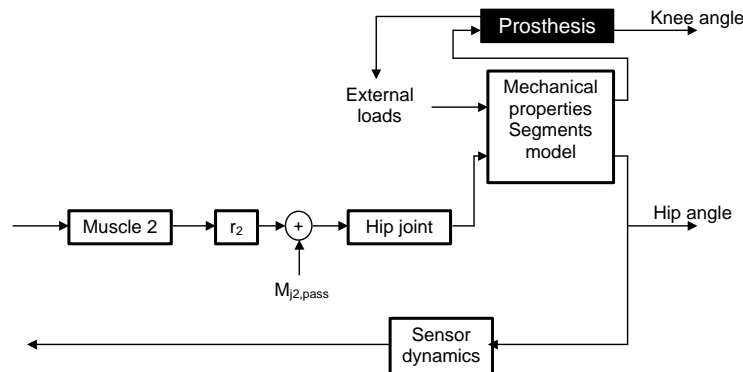 Prosthesis
Knee angle
External
loads
Mechanical
properties
Segments
model
Muscle 2
r₂
+
Hip joint
Hip angle
Mj2,pass
Sensor
dynamics